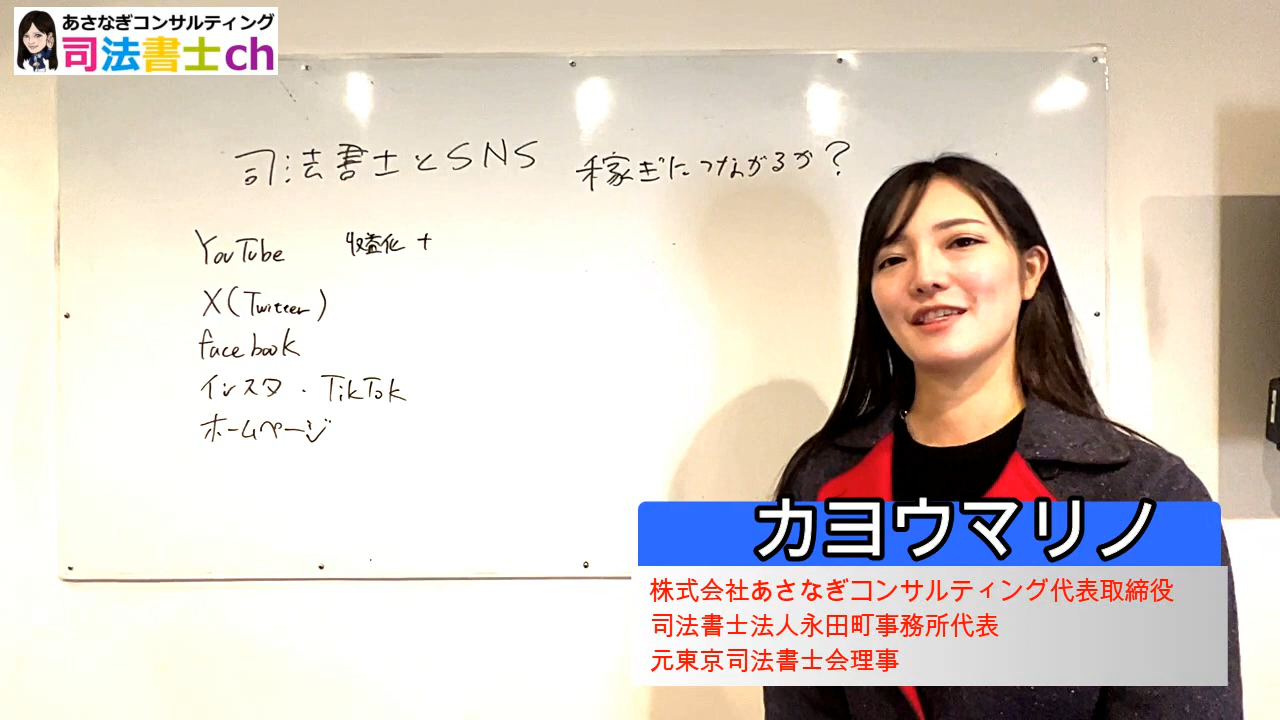 あさなぎコンサルティング
司法書士ch
司法書士とSNS 稼ぎにつながるか?
YouTube 収益化 +
X(Twitter)
facebook
インスタ・TikTok
ホームページ
カヨウマリノ
株式会社あさなぎコンサルティング代表取締役
司法書士法人永田町事務所代表
元東京司法書士会理事